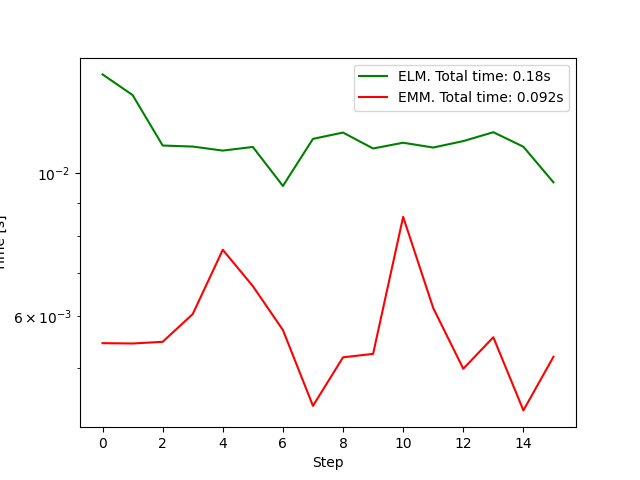 ELM. Total time: 0.18s
EMM. Total time: 0.092s
10⁻²
6 × 10⁻³
Time [s]
0 2 4 6 8 10 12 14
Step